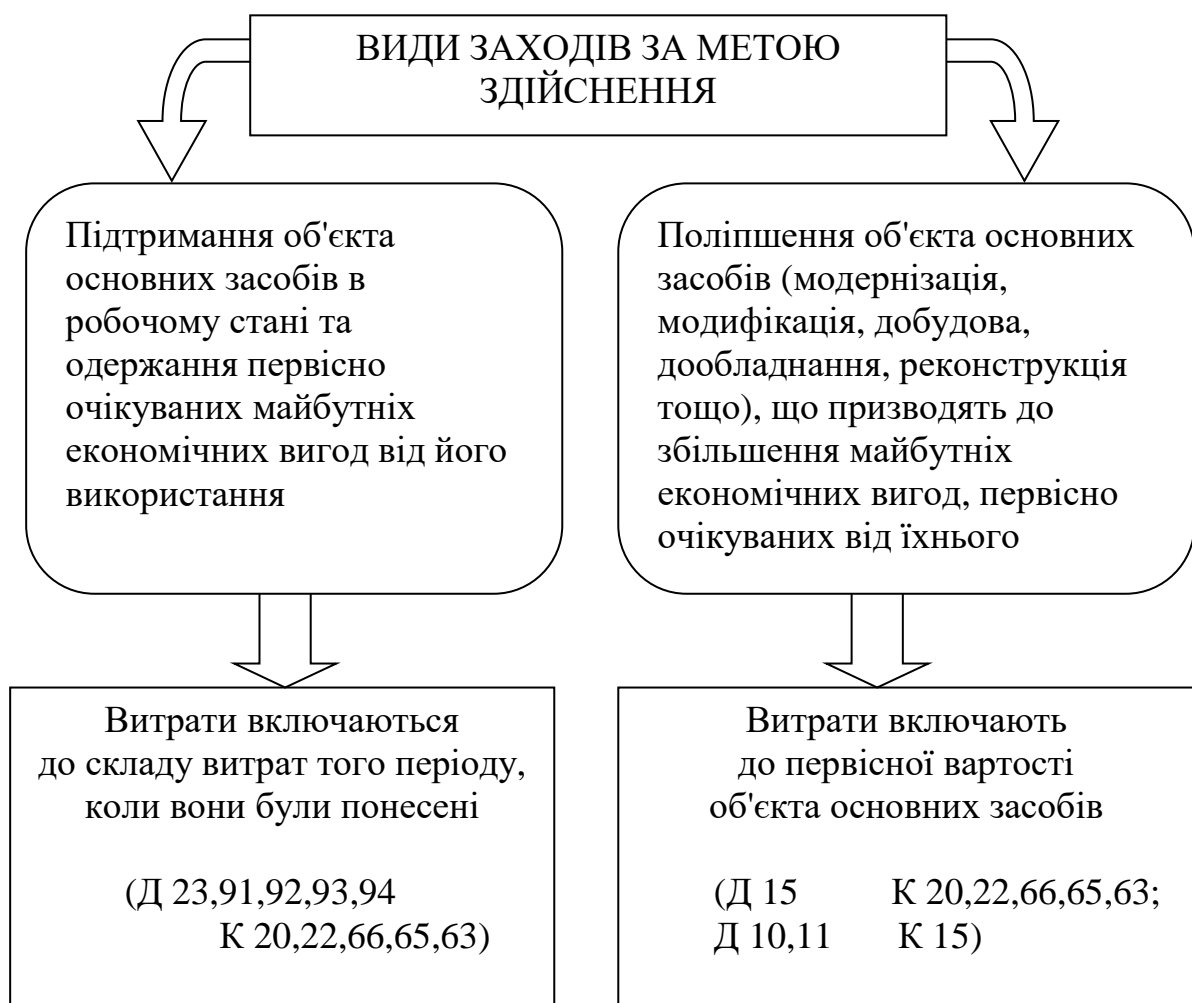 ВИДИ ЗАХОДІВ ЗА МЕТОЮ
ЗДІЙСНЕННЯ
Підтримання об'єкта
основних засобів в
робочому стані та
одержання первісно
очікуваних майбутніх
економічних вигод від його
використання
Поліпшення об'єкта основних
засобів (модернізація,
модифікація, добудова,
дообладнання, реконструкція
тощо), що призводять до
збільшення майбутніх
економічних вигод, первісно
очікуваних від їхнього
Витрати включаються
до складу витрат того періоду,
коли вони були понесені
(Д 23,91,92,93,94
К 20,22,66,65,63)
Витрати включають
до первісної вартості
об'єкта основних засобів
(Д 15 К 20,22,66,65,63;
Д 10,11 К 15)